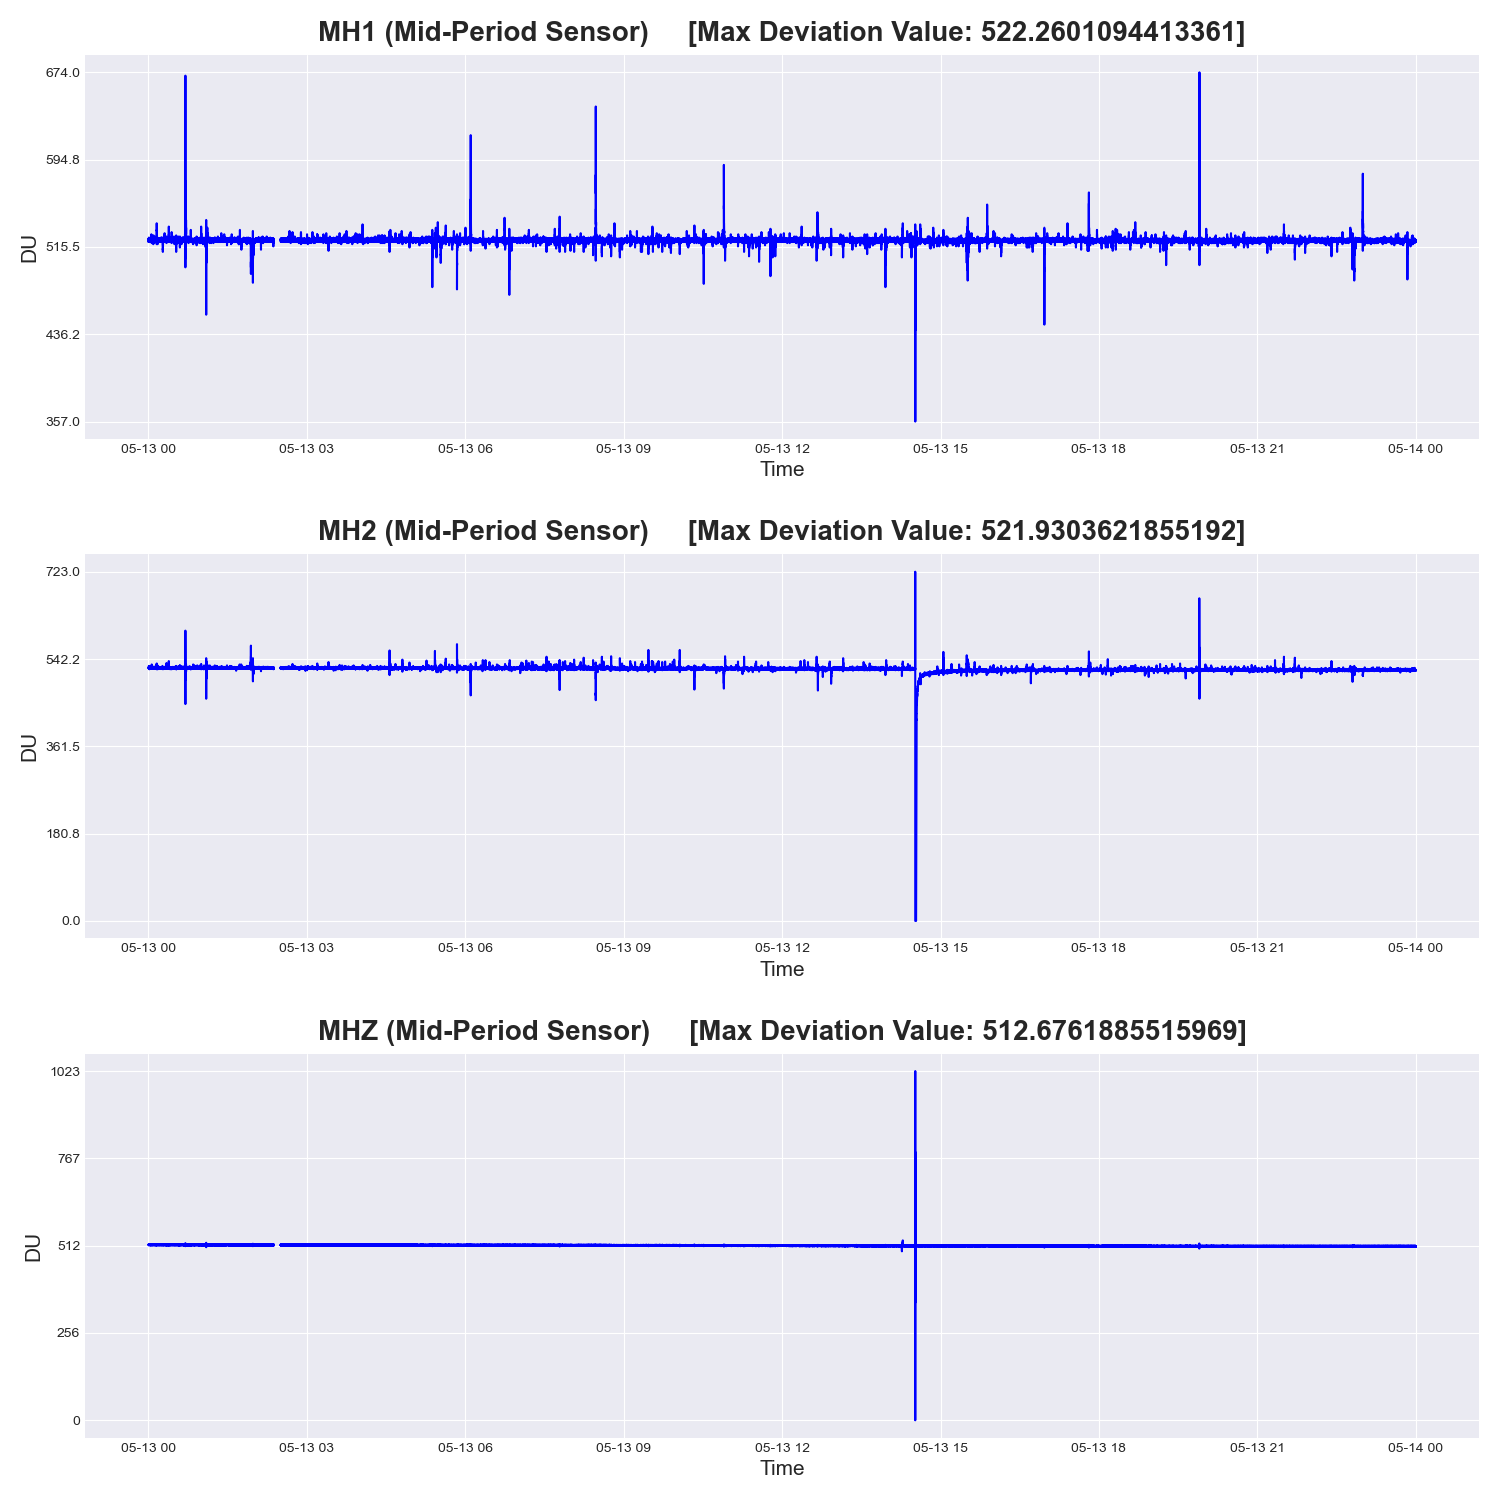 MH1 (Mid-Period Sensor) [Max Deviation Value: 522.2601094413361]
674.0
594.8
515.5
436.2
357.0
DU
05-13 00 05-13 03 05-13 06 05-13 09 05-13 12 05-13 15 05-13 18 05-13 21 05-14 00
Time
MH2 (Mid-Period Sensor) [Max Deviation Value: 521.9303621855192]
723.0
542.2
361.5
180.8
0.0
DU
05-13 00 05-13 03 05-13 06 05-13 09 05-13 12 05-13 15 05-13 18 05-13 21 05-14 00
Time
MHZ (Mid-Period Sensor) [Max Deviation Value: 512.6761885515969]
1023
767
512
256
0
DU
05-13 00 05-13 03 05-13 06 05-13 09 05-13 12 05-13 15 05-13 18 05-13 21 05-14 00
Time